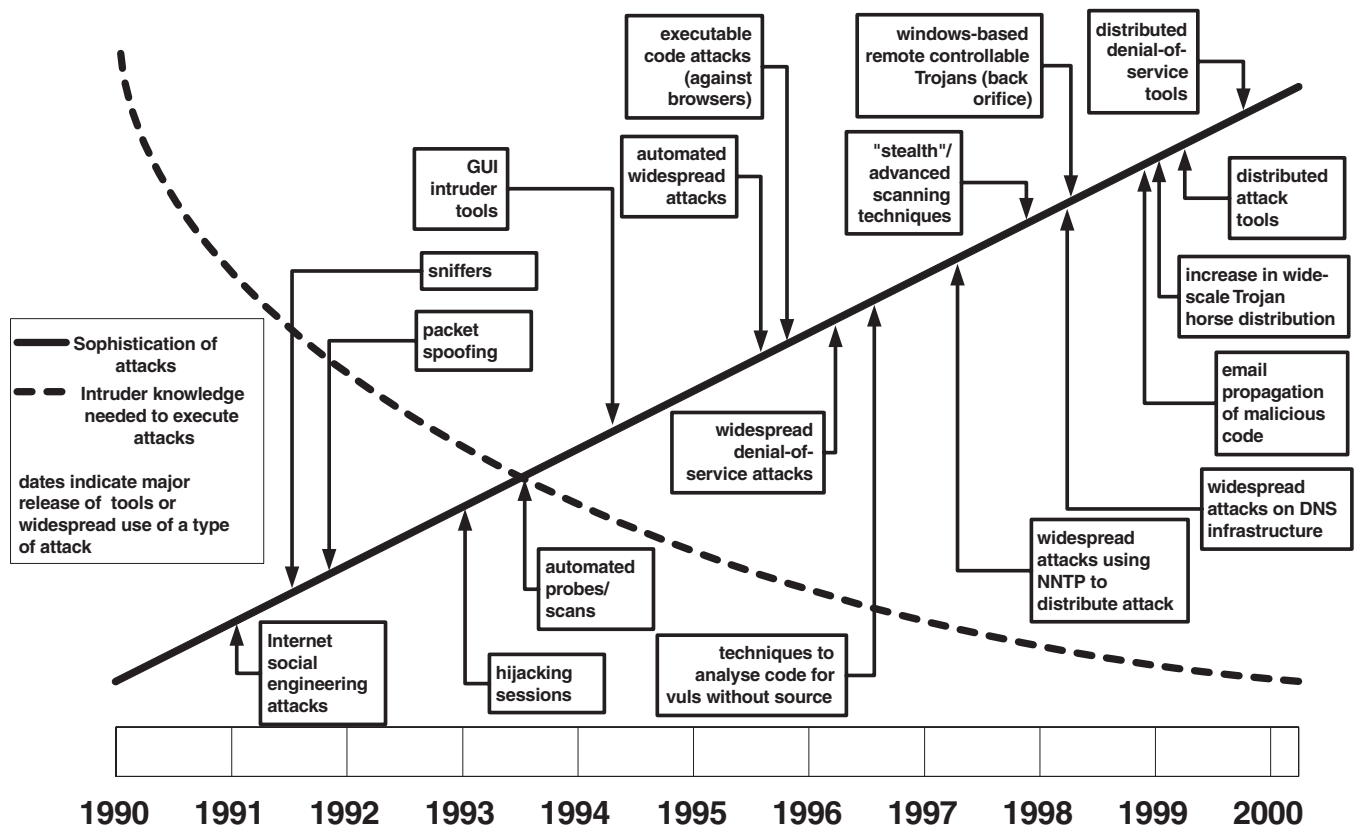 executable
code attacks
(against
browsers)
windows-based
remote controllable
Trojans (back
orifice)
distributed
denial-of-
service
tools
GUI
intruder
tools
automated
widespread
attacks
"stealth"/
advanced
scanning
techniques
distributed
attack
tools
sniffers
increase in wide-
scale Trojan
horse distribution
packet
spoofing
Sophistication of
attacks
Intruder knowledge
needed to execute
attacks
dates indicate major
release of tools or
widespread use of a type
of attack
email
propagation
of malicious
code
widespread
denial-of-
service attacks
widespread
attacks on DNS
infrastructure
widespread
attacks using
NNTP to
distribute attack
automated
probes/
scans
Internet
social
engineering
attacks
hijacking
sessions
techniques to
analyse code for
vuls without source
1990 1991 1992 1993 1994 1995 1996 1997 1998 1999 2000